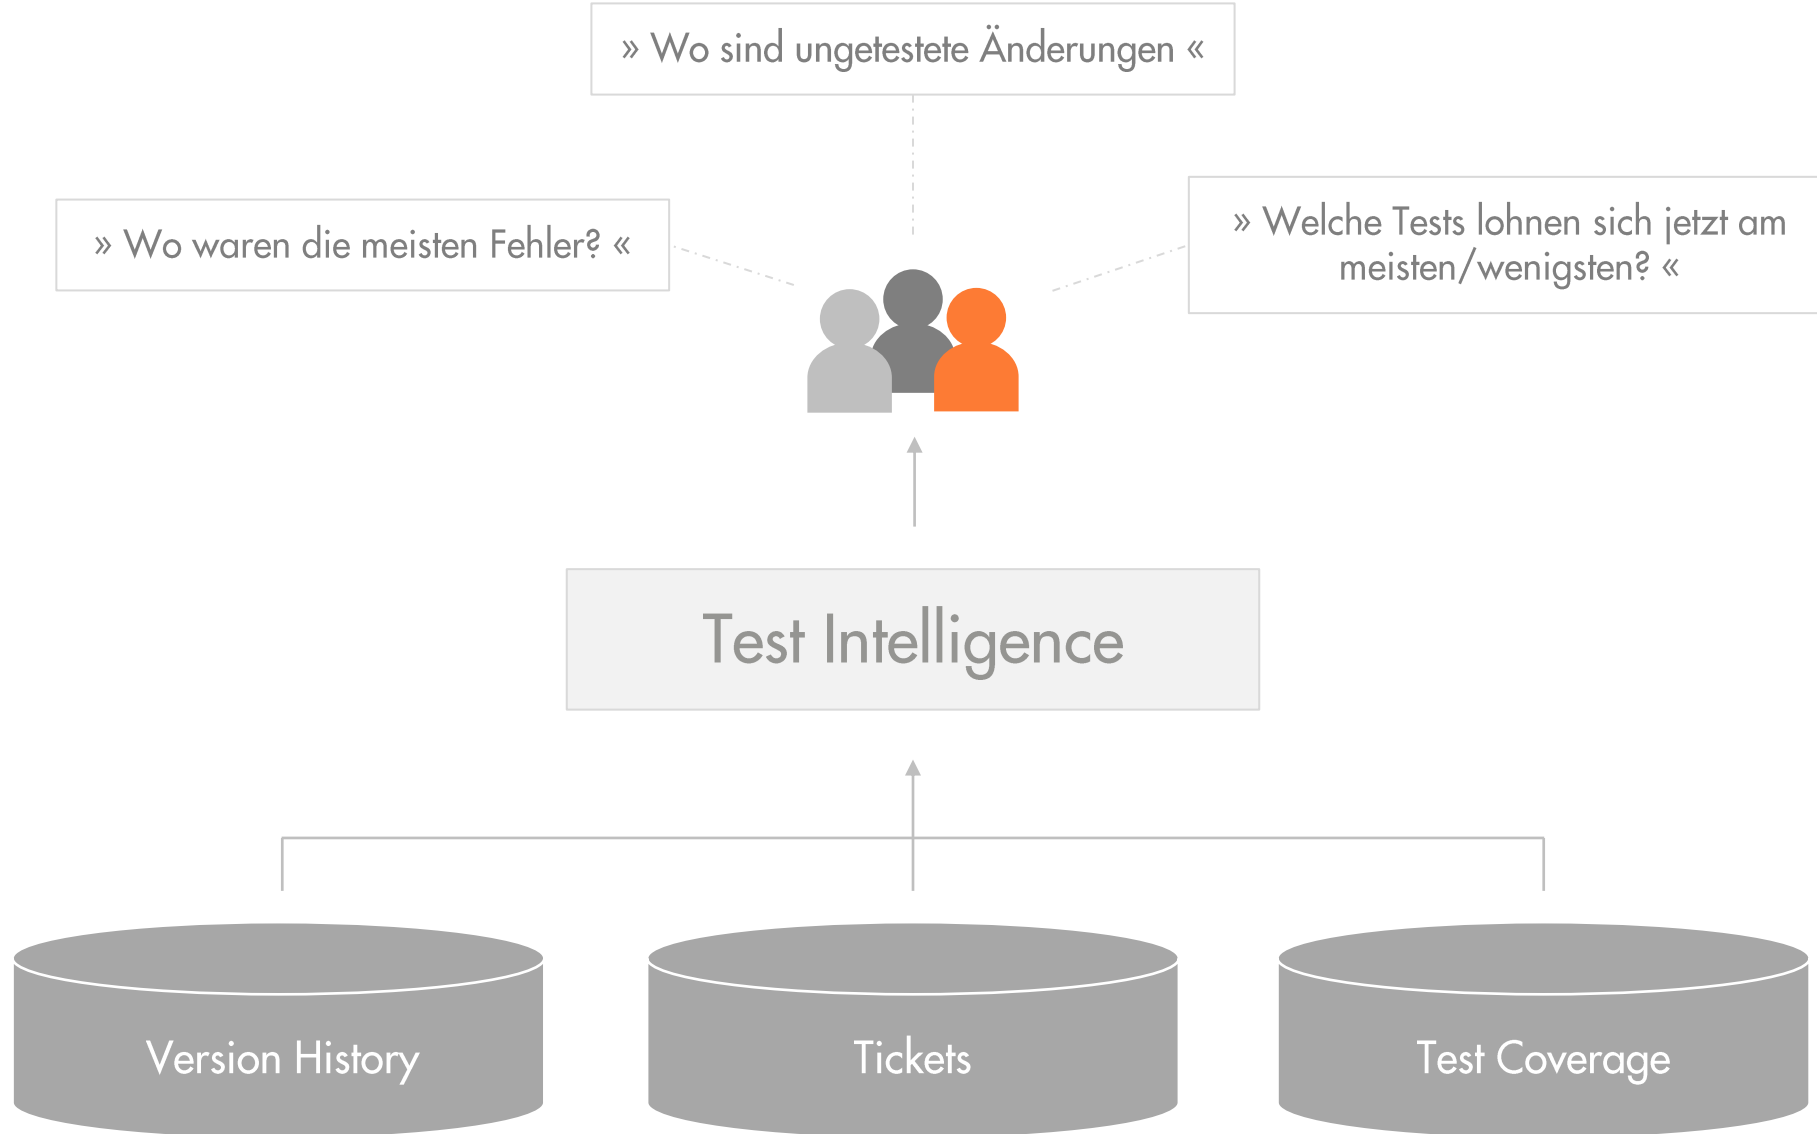 » Wo sind ungetestete Änderungen «
» Wo waren die meisten Fehler? «
» Welche Tests lohnen sich jetzt am
meisten/wenigsten? «
Test Intelligence
Version History
Tickets
Test Coverage